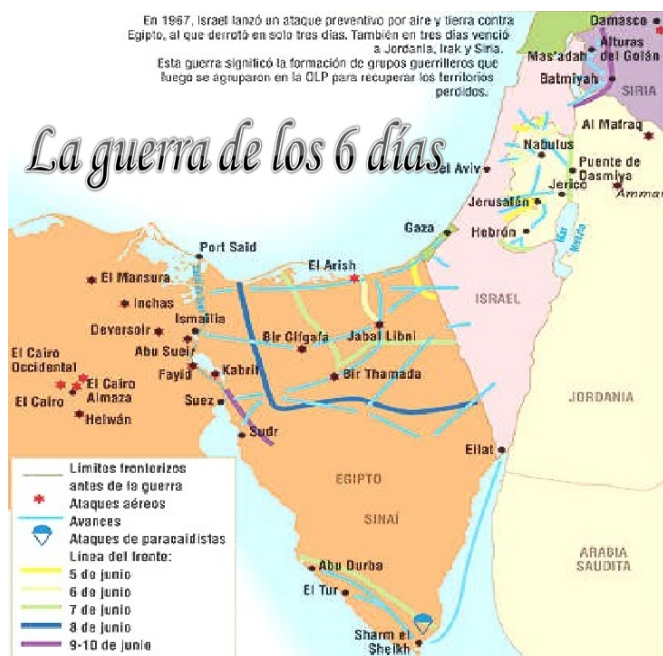 En 1967, Israel lanzó un ataque preventivo por aire y tierra contra
Egipto, al que derrotó en solo tres días. También en tres días venció
a Jordania, Irak y Siria.
Esta guerra significó la formación de grupos guerrilleros que
luego se agruparon en la OLP para recuperar los territorios
perdidos.
La guerra de los 6 días
Damasco
Alturas
del Golán
Mas'adah
Batmiyah
SIRIA
Al Mafraq
Nabulus
el Aviv
Puente de
Dasmiya
Jericó
Amman
Jerusalén
Gaza
Hebrón
Mar
Muerto
Port Said
El Arish
El Mansura
ISRAEL
Inchas
Ismailia
Deversoir
Bir Gifgafa
Jabal Libni
Abu Sueir
El Cairo
Occidental
Fayid
Kabrit
Bir Thamada
El Cairo
Almaza
El Cairo
Suez
JORDANIA
Helwán
Sudr
Eilat
EGIPTO
SINAÍ
ARABIA
SAUDITA
Límites fronterizos
antes de la guerra
Ataques aéreos
Avances
Ataques de paracaidistas
Línea del frente:
5 de junio
6 de junio
7 de junio
8 de junio
9-10 de junio
Abu Durba
El Tur
Sharm el
Sheikh